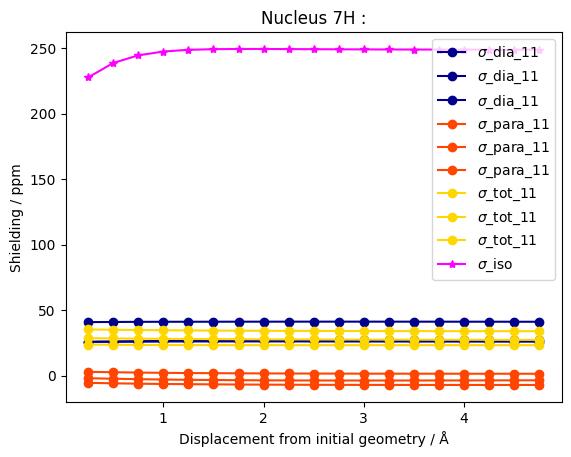 Nucleus 7H :
Shielding / ppm
250
200
150
100
50
0
σ_dia_11
σ_dia_11
σ_dia_11
σ_para_11
σ_para_11
σ_para_11
σ_tot_11
σ_tot_11
σ_tot_11
σ_iso
1 2 3 4
Displacement from initial geometry / Å